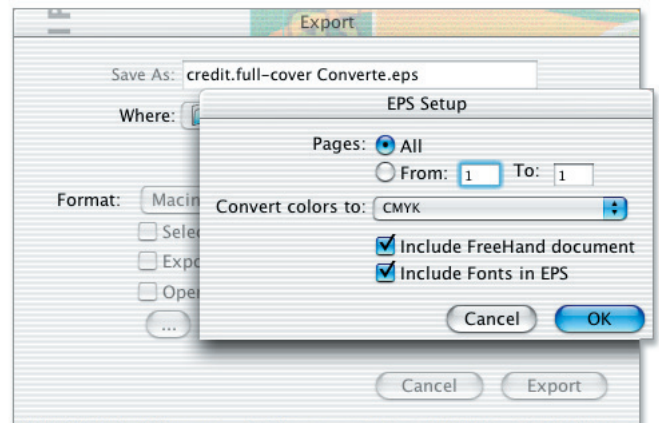 Export
Save As: credit.full-cover Converte.eps
Where:
EPS Setup
Pages: All
From: 1 To: 1
Format:
Convert colors to: CMYK
Include FreeHand document
Include Fonts in EPS
...
Cancel OK
Cancel Export